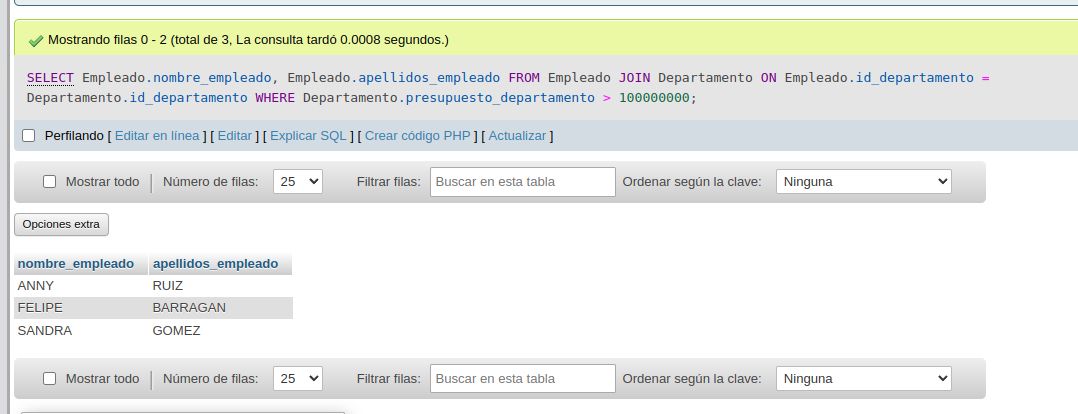 Mostrando filas 0 - 2 (total de 3, La consulta tardó 0.0008 segundos.)
SELECT Empleado.nombre_empleado, Empleado.apellidos_empleado FROM Empleado JOIN Departamento ON Empleado.id_departamento =
Departamento.id_departamento WHERE Departamento.presupuesto_departamento > 100000000;
Perfilando [ Editar en línea ] [ Editar ] [ Explicar SQL ] [ Crear código PHP ] [ Actualizar ]
Mostrar todo | Número de filas: 25 Filtrar filas: Buscar en esta tabla Ordenar según la clave: Ninguna
Opciones extra
nombre_empleado apellidos_empleado
ANNY RUIZ
FELIPE BARRAGAN
SANDRA GOMEZ
Mostrar todo | Número de filas: 25 Filtrar filas: Buscar en esta tabla Ordenar según la clave: Ninguna